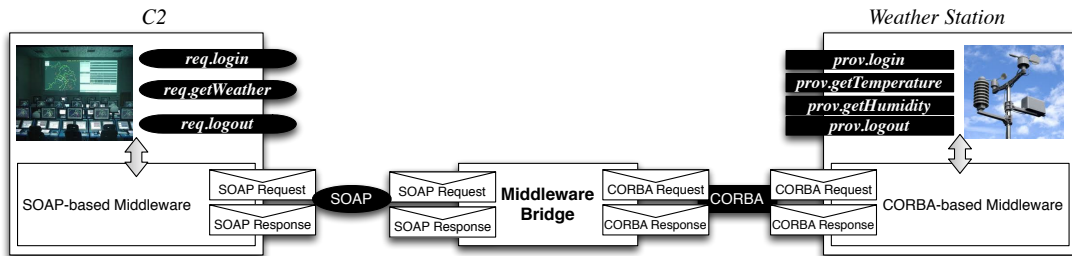 C2
Weather Station
req.login
req.getWeather
req.logout
prov.login
prov.getTemperature
prov.getHumidity
prov.logout
SOAP-based Middleware
SOAP Request
SOAP Response
SOAP
SOAP Request
SOAP Response
Middleware
Bridge
CORBA Request
CORBA Response
CORBA
CORBA Request
CORBA Response
CORBA-based Middleware